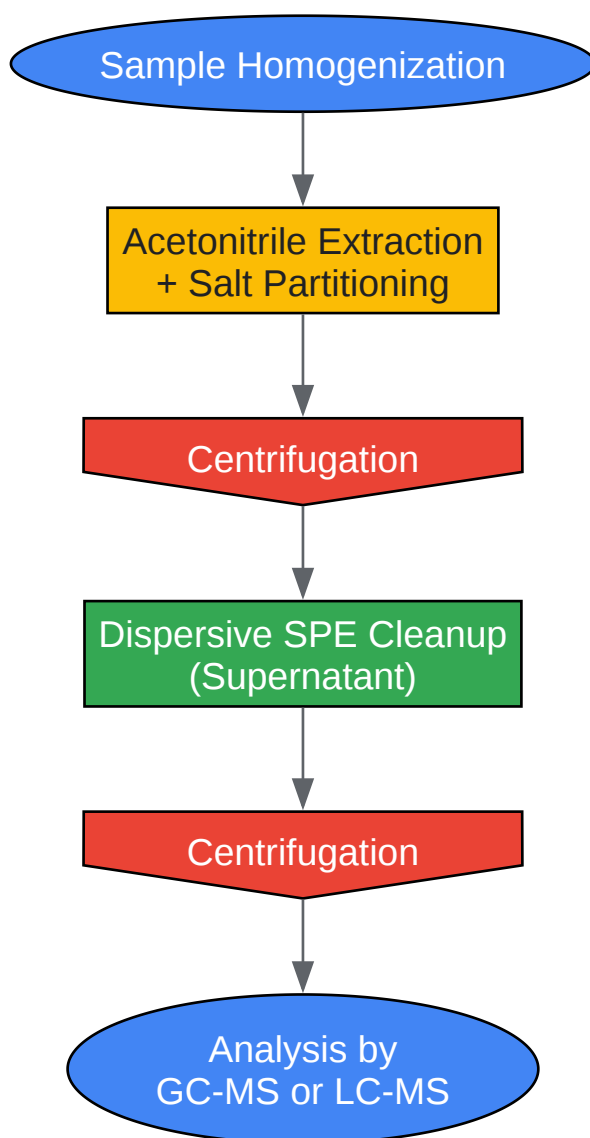 Sample Homogenization
Acetonitrile Extraction
+ Salt Partitioning
Centrifugation
Dispersive SPE Cleanup
(Supernatant)
Centrifugation
Analysis by
GC-MS or LC-MS